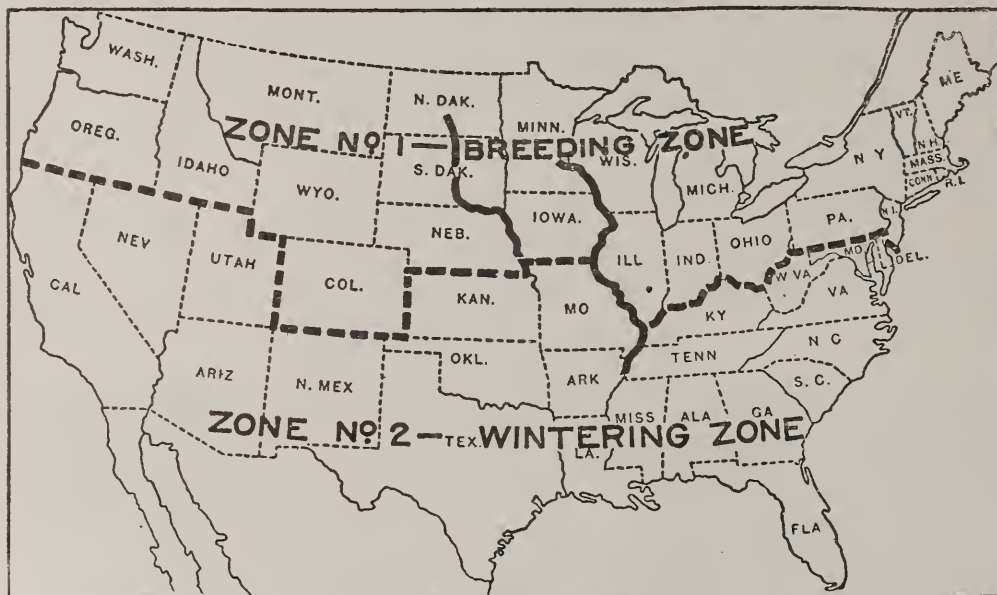 WASH.
MONT.
N. DAK.
MINN.
ME
VT.
N.H.
MASS.
CONN.
R.I.
OREG.
ZONE Nº 1 — BREEDING ZONE
IDAHO
S. DAK.
WIS.
MICH.
N Y
WYO.
IOWA.
PA.
N.J.
NEB.
NEV
UTAH
COL.
ILL
IND.
OHIO
MD.
DEL.
W VA
CAL
KAN.
MO
KY
VA
OKL.
TENN
N C
ARIZ
N. MEX
ARK
S. C.
MISS
ALA
GA
ZONE Nº 2 — TEX. WINTERING ZONE
LA.
FLA